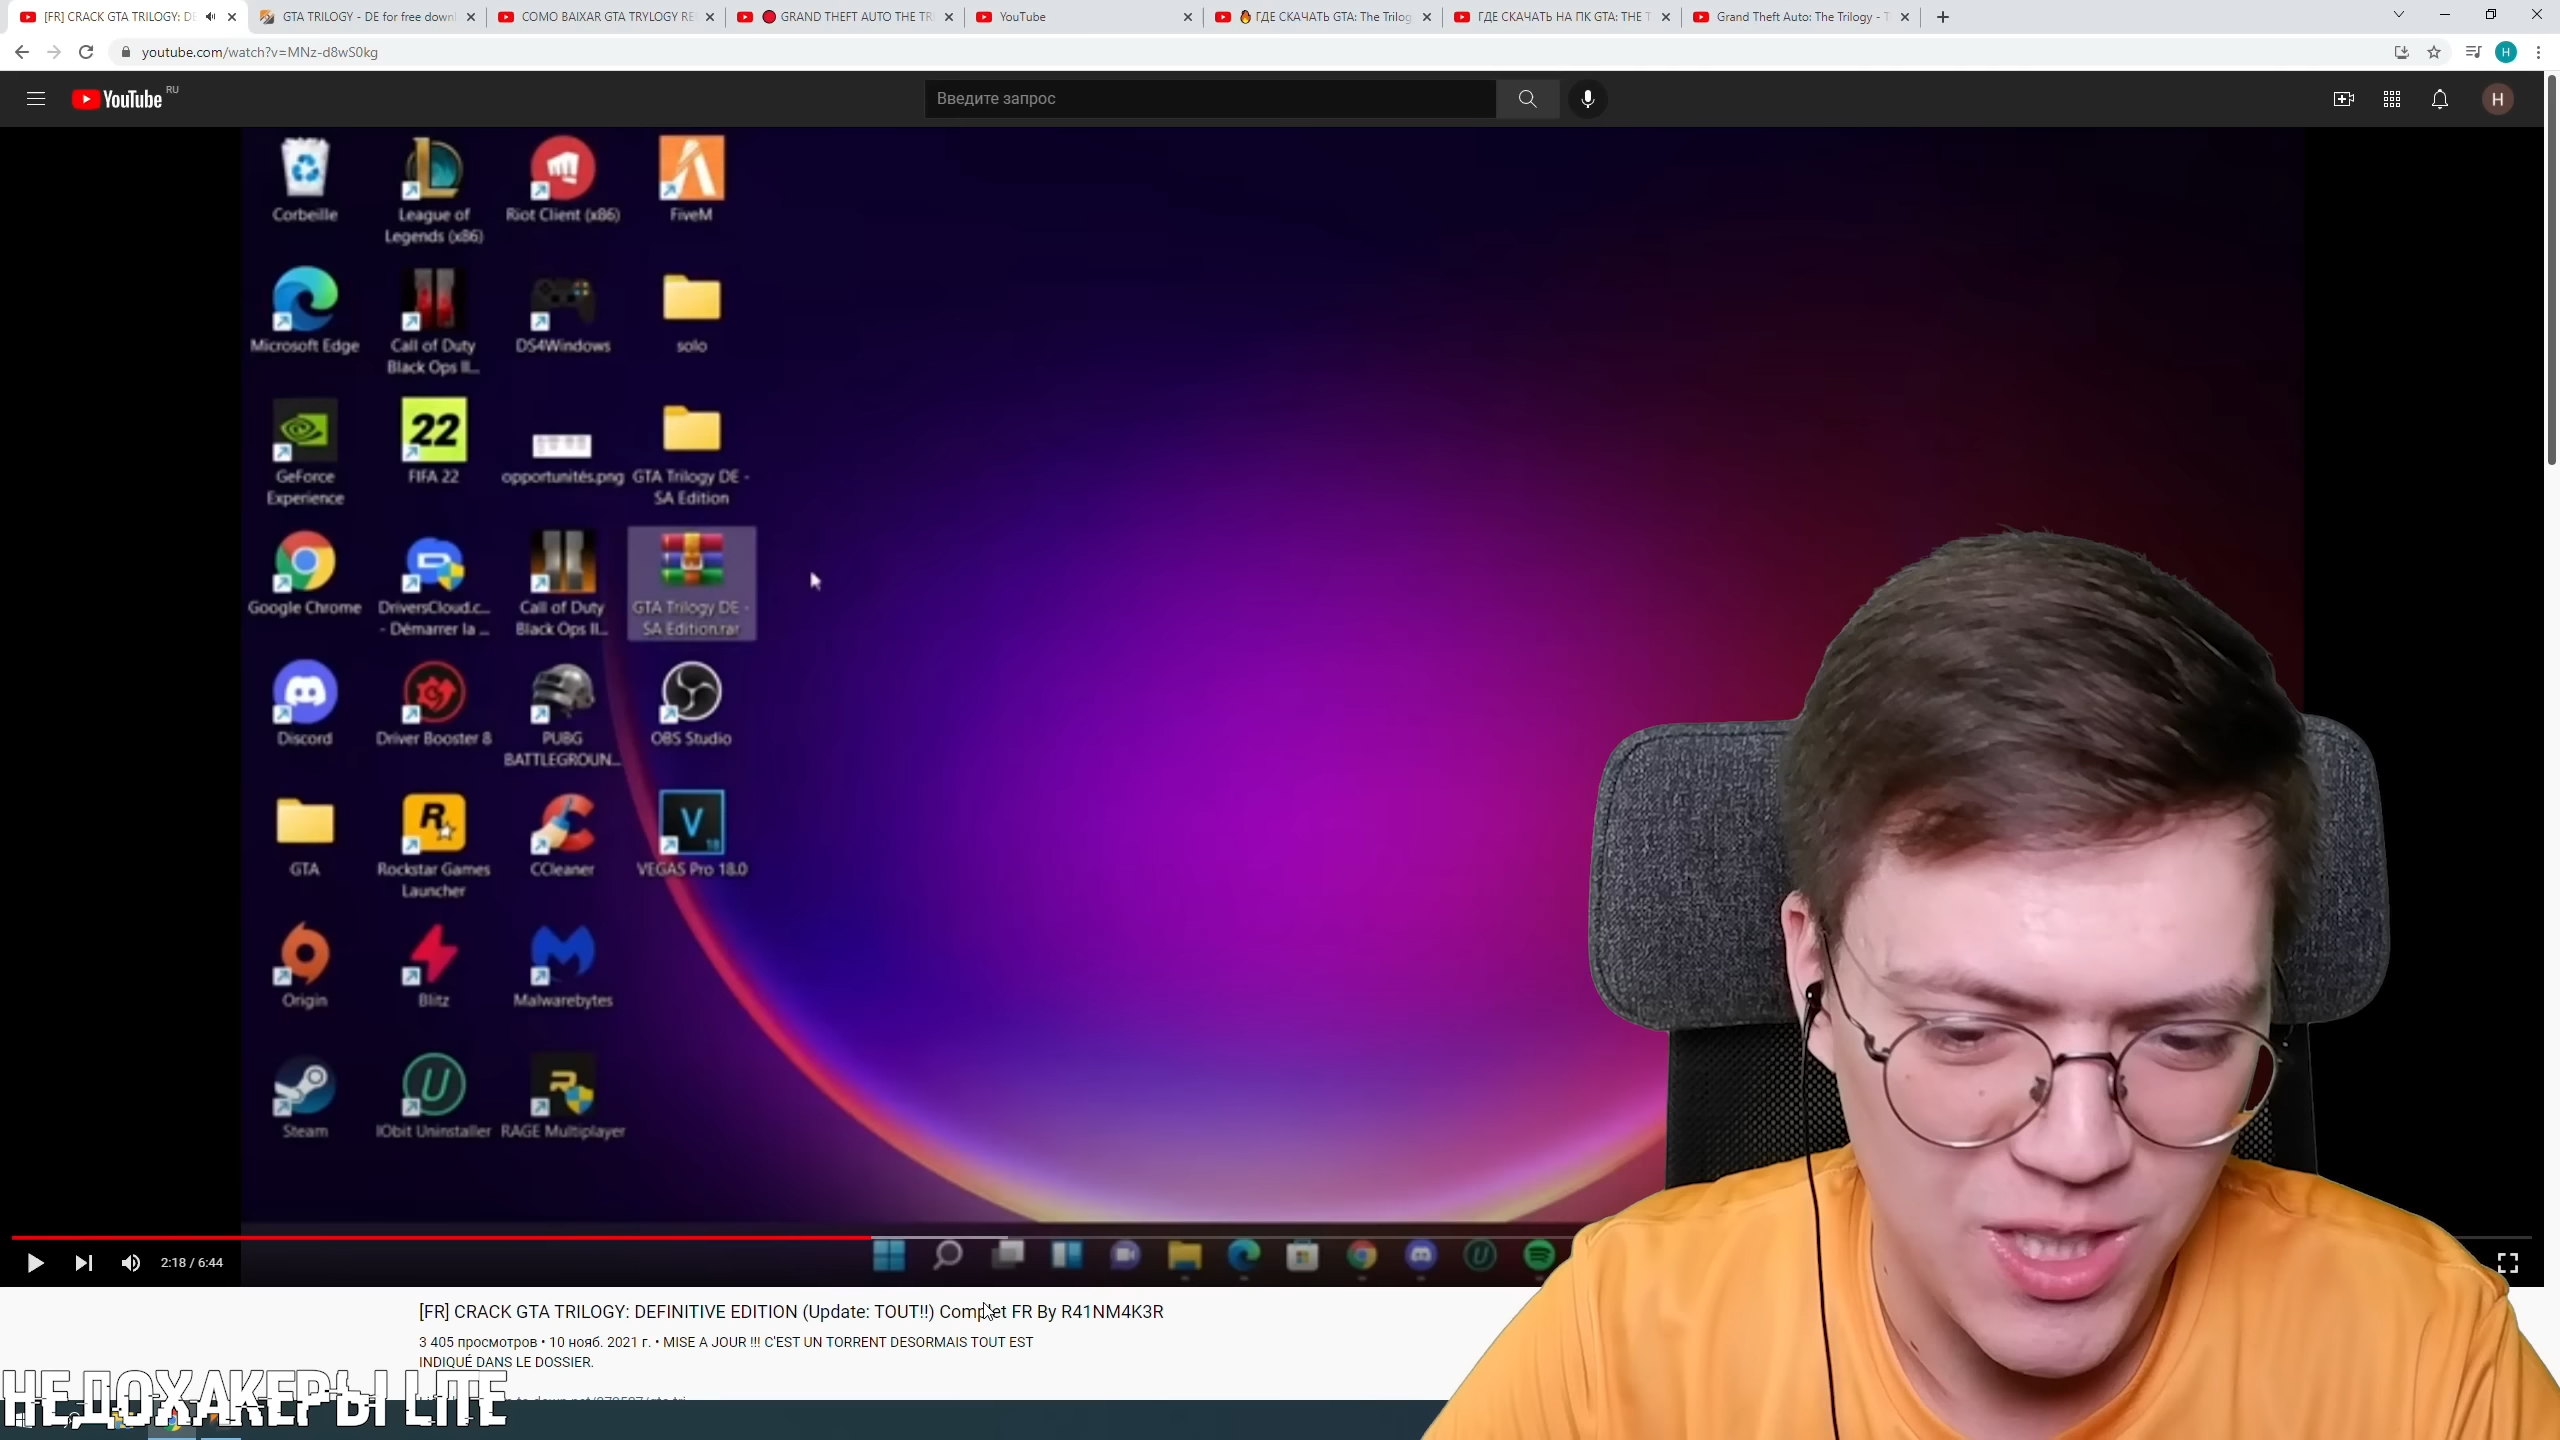 [FR] CRACK GTA TRILOGY: DE
GTA TRILOGY - DE for free down
COMO BAIXAR GTA TRYLOGY RE
GRAND THEFT AUTO THE TR
YouTube
ГДЕ СКАЧАТЬ GTA: The Trilog
ГДЕ СКАЧАТЬ НА ПК GTA: THE T
Grand Theft Auto: The Trilogy - T
youtube.com/watch?v=MNz-d8wS0kg
H
YouTube RU
Введите запрос
H
Corbeille
League of
Legends (x86)
Riot Client (x86)
FiveM
Microsoft Edge
Call of Duty
Black Ops II...
DS4Windows
solo
GeForce
Experience
22
FIFA 22
opportunités.png
GTA Trilogy DE -
SA Edition
Google Chrome
DriversCloud.c...
- Démarrer la ...
Call of Duty
Black Ops II...
GTA Trilogy DE -
SA Edition.rar
Discord
Driver Booster 8
PUBG
BATTLEGROUN...
OBS Studio
GTA
Rockstar Games
Launcher
CCleaner
V
18
VEGAS Pro 18.0
Origin
Blitz
Malwarebytes
Steam
IObit Uninstaller
RAGE Multiplayer
2:18 / 6:44
[FR] CRACK GTA TRILOGY: DEFINITIVE EDITION (Update: TOUT!!) Complet FR By R41NM4K3R
3 405 просмотров • 10 нояб. 2021 г. • MISE A JOUR !!! C'EST UN TORRENT DESORMAIS TOUT EST
INDIQUÉ DANS LE DOSSIER.
НЕДОХАКЕРЫ LITE